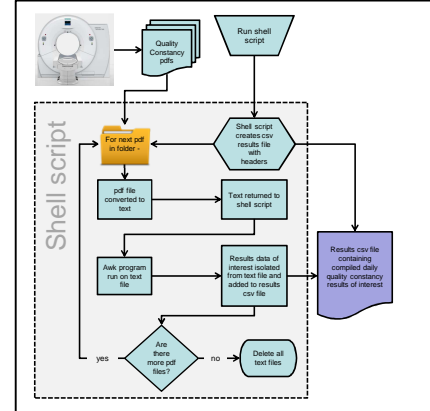 Quality
Constancy
pdfs
Run shell
script
Shell script
For next pdf
in folder -
Shell script
creates csv
results file
with
headers
pdf file
converted to
text
Text returned to
shell script
Awk program
run on text
file
Results data of
interest isolated
from text file and
added to results
csv file
Results csv file
containing
compiled daily
quality constancy
results of interest
yes
Are
there
more pdf
files?
no
Delete all
text files